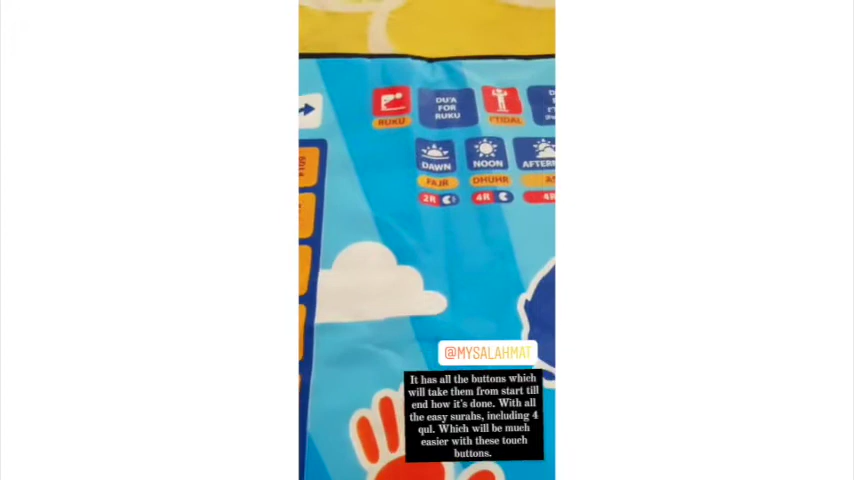 DU'A
FOR
RUKU
RUKU
I'TIDAL
DAWN
NOON
FAJR
DHUHR
2R
4R
4R
@MYSALAHMAT
It has all the buttons which
will take them from start till
end how it's done. With all
the easy surahs, including 4
qul. Which will be much
easier with these touch
buttons.